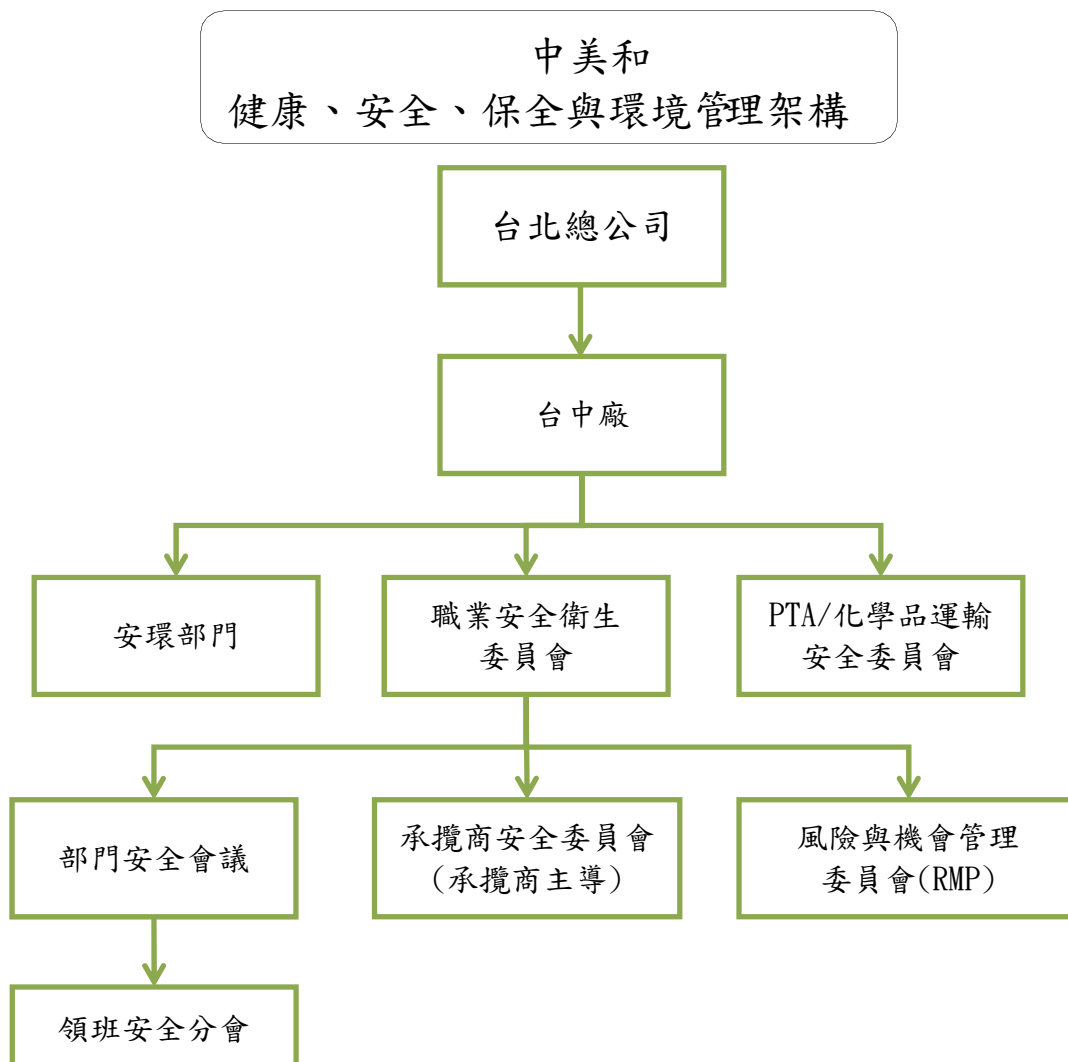 中美和
健康、安全、保全與環境管理架構
台北總公司
台中廠
安環部門
職業安全衛生
委員會
PTA/化學品運輸
安全委員會
部門安全會議
承攬商安全委員會
(承攬商主導)
風險與機會管理
委員會(RMP)
領班安全分會